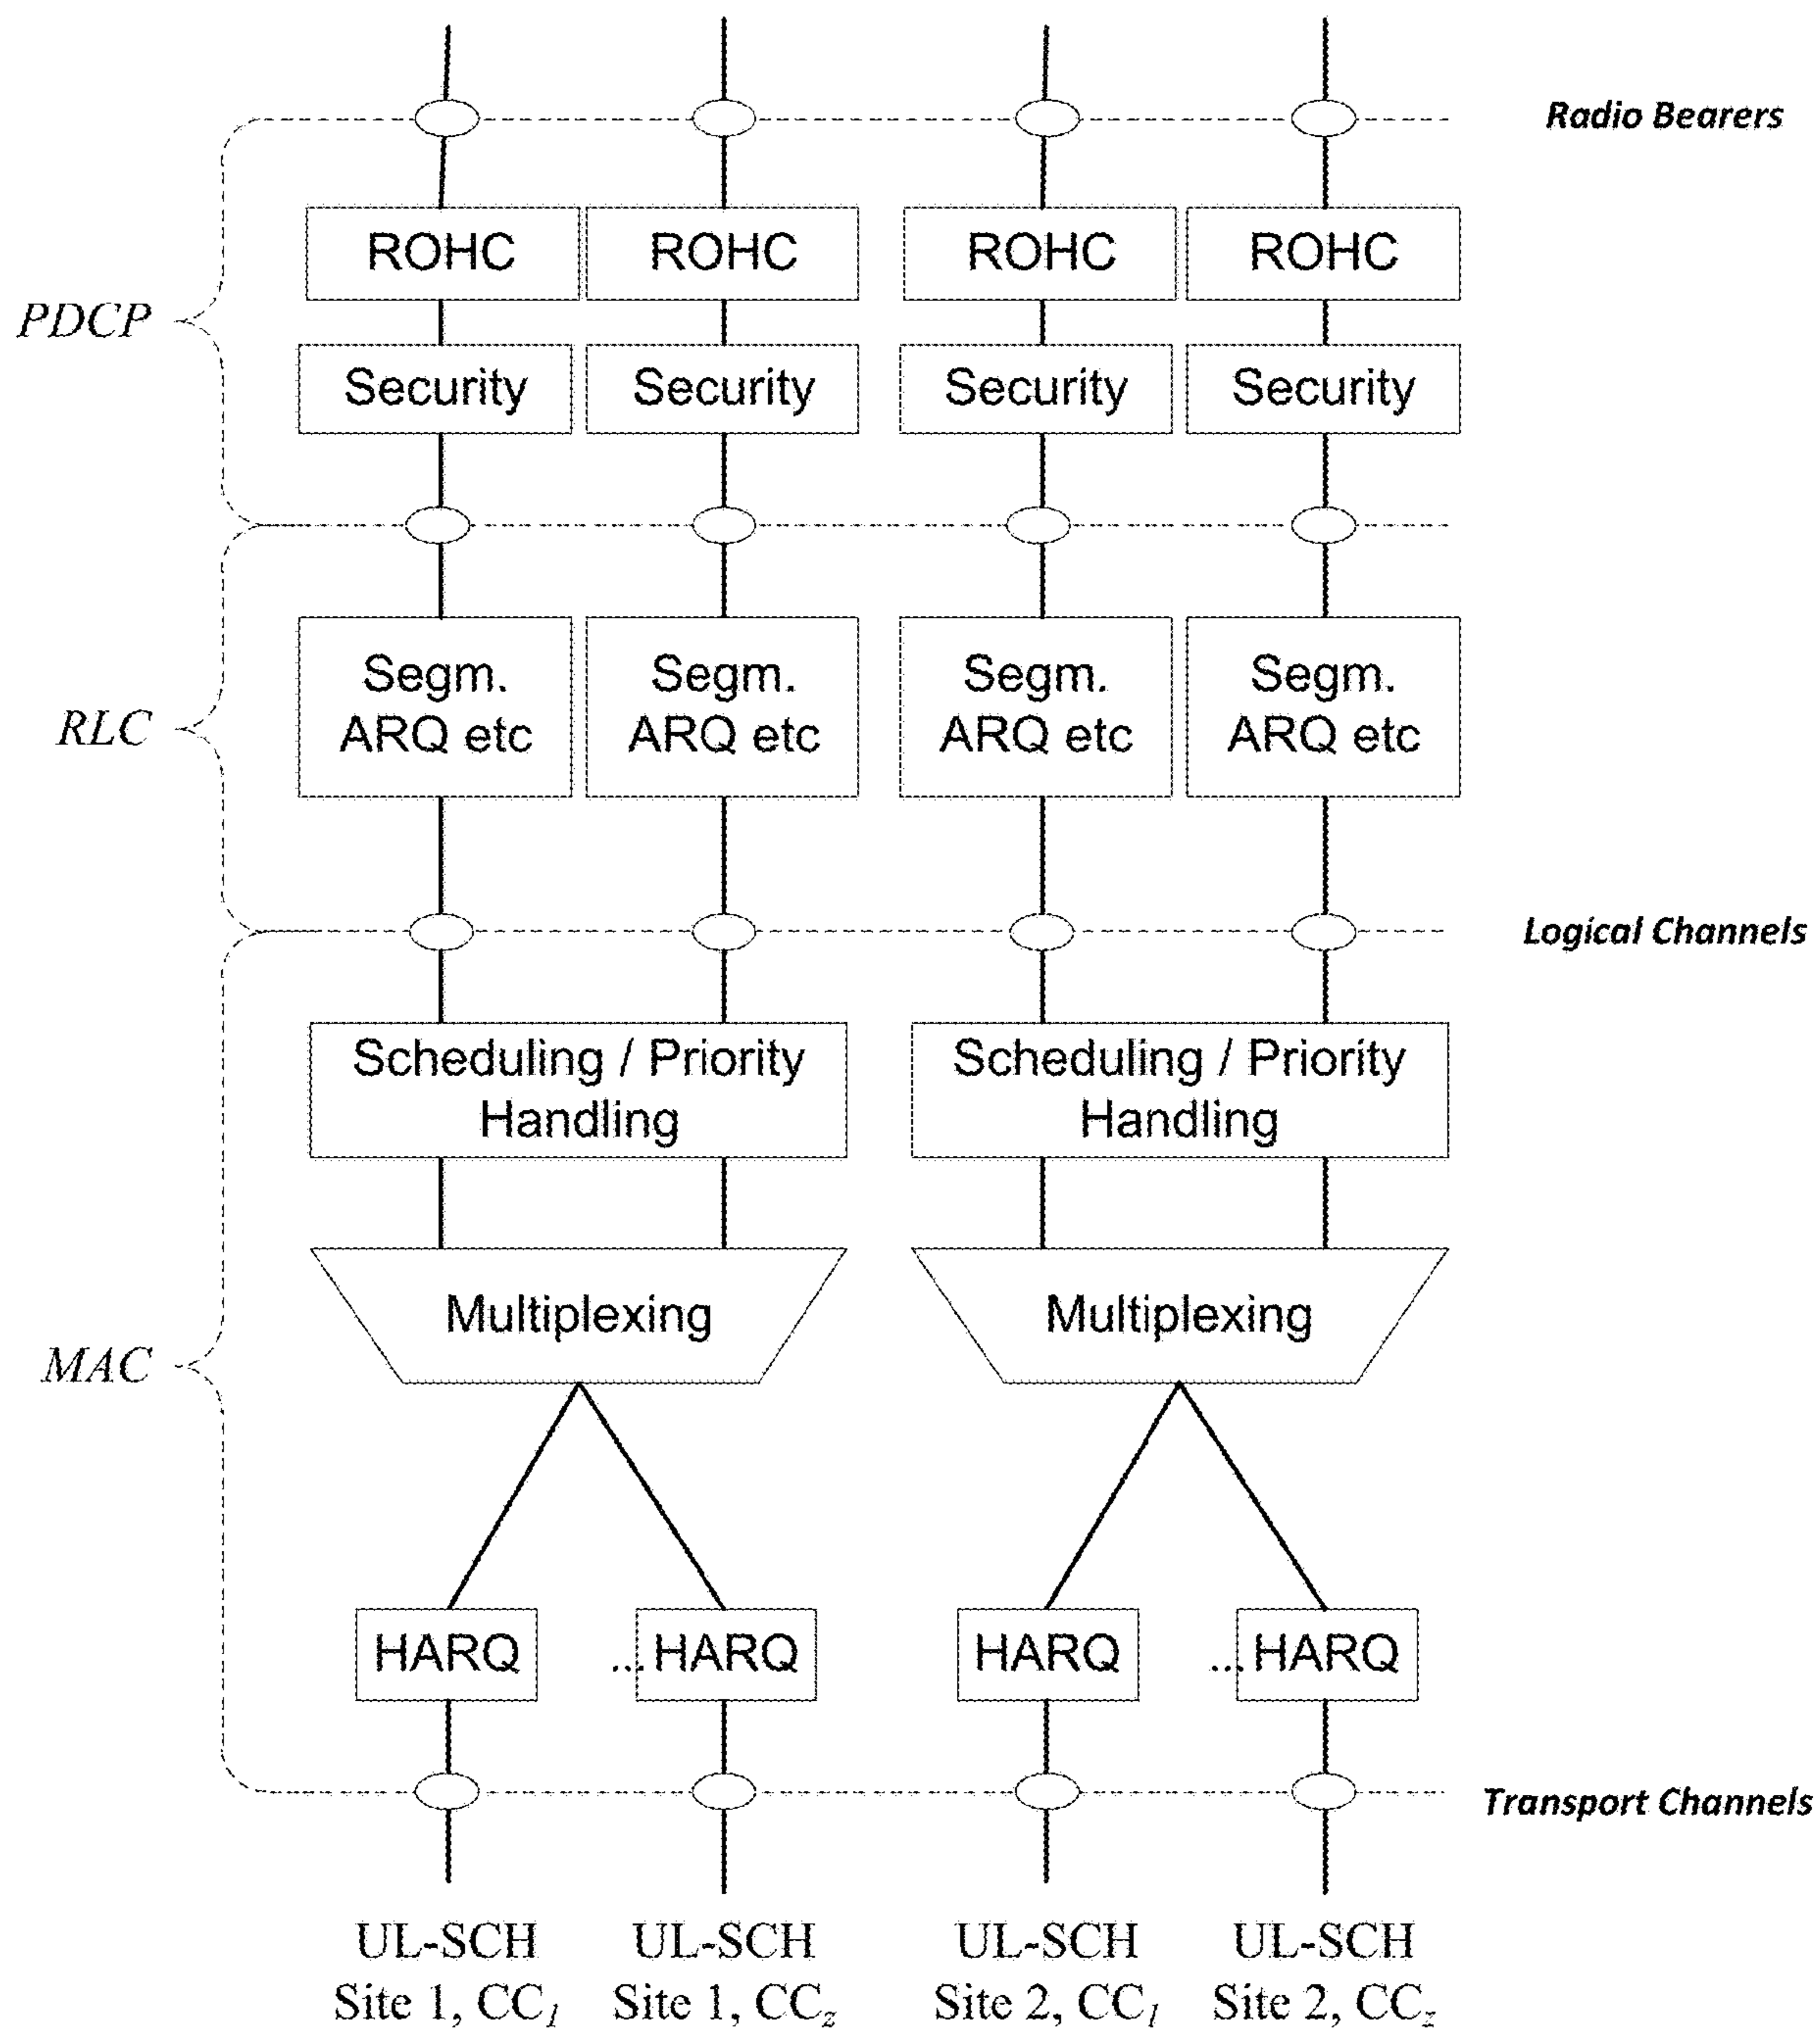 Radio Bearers
ROHC ROHC ROHC ROHC
PDCP
Security Security Security Security
Segm. Segm. Segm. Segm.
ARQ etc ARQ etc ARQ etc ARQ etc
RLC
Logical Channels
Scheduling / Priority Scheduling / Priority
Handling Handling
Multiplexing Multiplexing
MAC
HARQ ...HARQ HARQ ...HARQ
Transport Channels
UL-SCH UL-SCH UL-SCH UL-SCH
Site 1, CC1 Site 1, CCz Site 2, CC1 Site 2, CCz